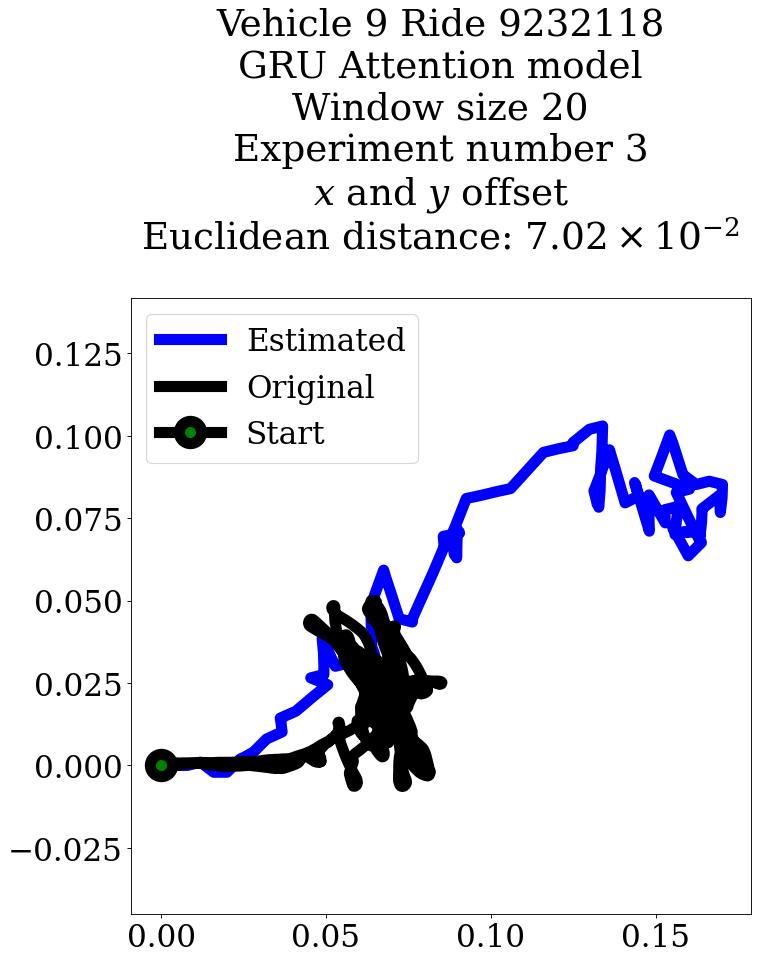 Vehicle 9 Ride 9232118
GRU Attention model
Window size 20
Experiment number 3
x and y offset
Euclidean distance: 7.02 × 10⁻²
Estimated
Original
Start
0.125
0.100
0.075
0.050
0.025
0.000
−0.025
0.00 0.05 0.10 0.15